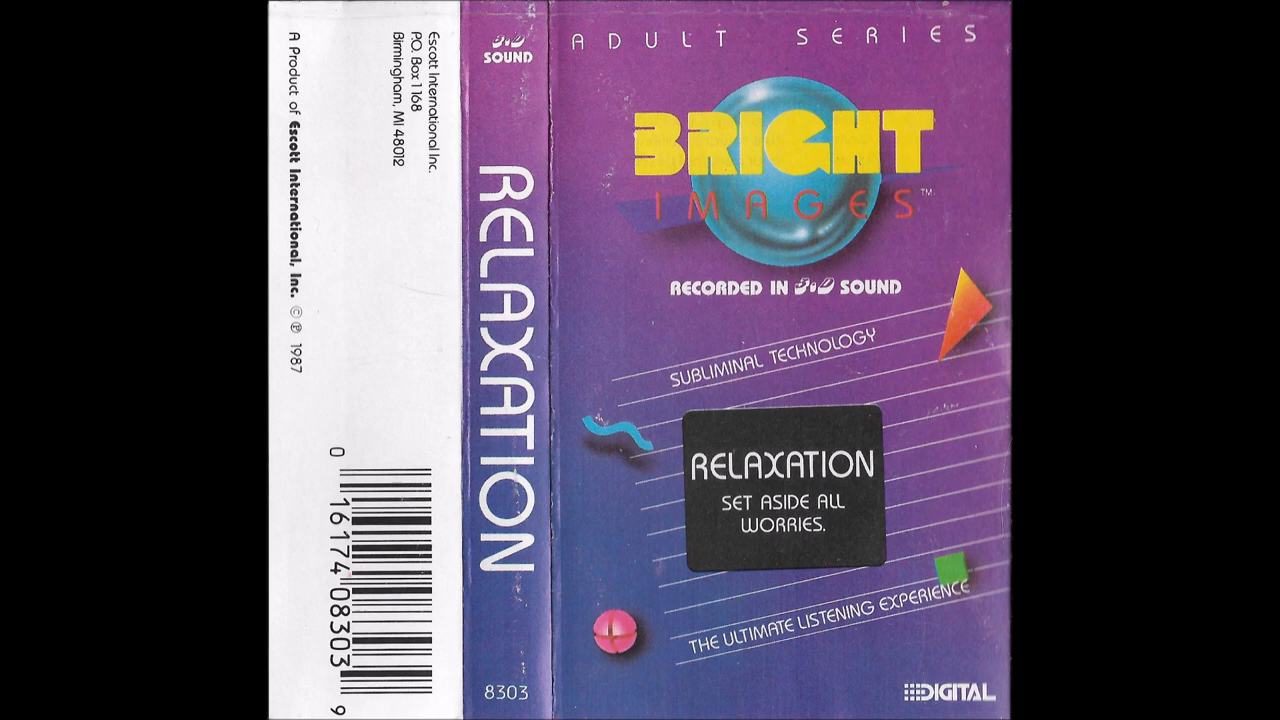 A Product of Escott International, Inc. © ℗ 1987
Escott International Inc.
P.O. Box 1168
Birmingham, MI 48012
0 16174 08303 9
3•D
SOUND
RELAXATION
8303
ADULT SERIES
BRIGHT
IMAGES™
RECORDED IN 3•D SOUND
SUBLIMINAL TECHNOLOGY
RELAXATION
SET ASIDE ALL
WORRIES.
THE ULTIMATE LISTENING EXPERIENCE
DIGITAL